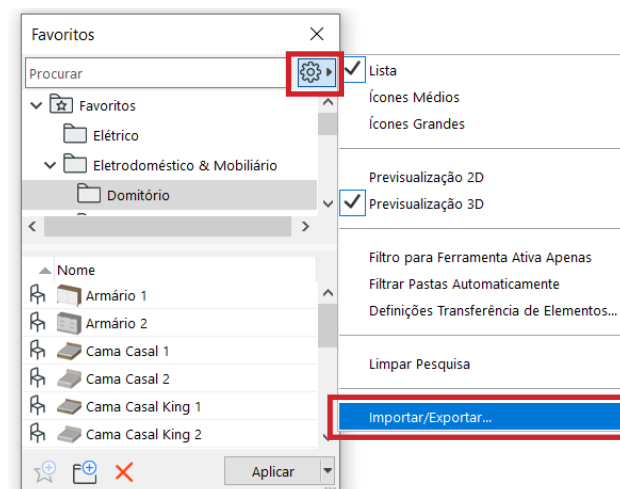 Favoritos
Procurar
Favoritos
Elétrico
Eletrodoméstico & Mobiliário
Domitório
Nome
Armário 1
Armário 2
Cama Casal 1
Cama Casal 2
Cama Casal King 1
Cama Casal King 2
Aplicar
Lista
Ícones Médios
Ícones Grandes
Previsualização 2D
Previsualização 3D
Filtro para Ferramenta Ativa Apenas
Filtrar Pastas Automaticamente
Definições Transferência de Elementos...
Limpar Pesquisa
Importar/Exportar...